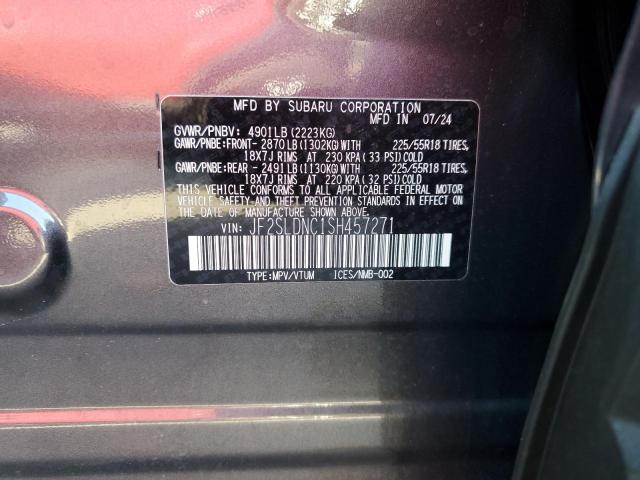 MFD BY SUBARU CORPORATION
MFD IN 07/24
GVWR/PNBV: 4901LB (2223KG)
GAWR/PNBE:FRONT- 2870LB(1302KG)WITH 225/55R18 TIRES,
18X7J RIMS AT 230 KPA (33 PSI)COLD
GAWR/PNBE:REAR - 2491LB(1130KG)WITH 225/55R18 TIRES,
18X7J RIMS AT 220 KPA (32 PSI)COLD
THIS VEHICLE CONFORMS TO ALL APPLICABLE FEDERAL MOTOR
VEHICLE SAFETY AND THEFT PREVENTION STANDARDS IN EFFECT
ON THE DATE OF MANUFACTURE SHOWN ABOVE.
VIN: JF2SLDNC1SH457271
TYPE:MPV/VTUM ICES/NMB-002